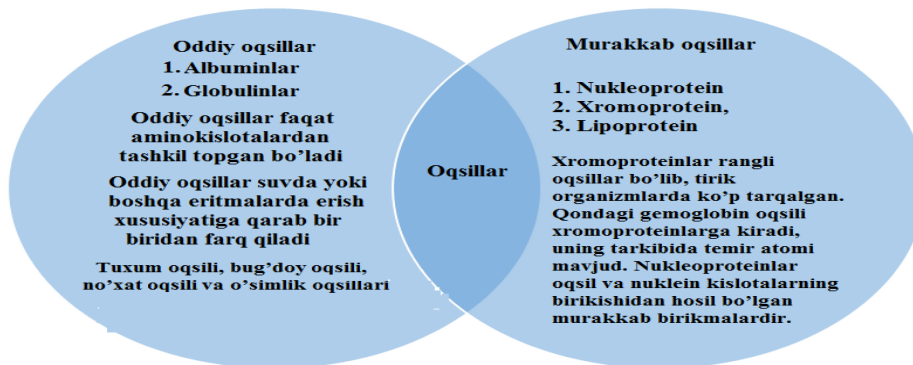 Oddiy oqsillar
1. Albuminlar
2. Globulinlar
Oddiy oqsillar faqat
aminokislotalardan
tashkil topgan bo’ladi
Oddiy oqsillar suvda yoki
boshqa eritmalarda erish
xususiyatiga qarab bir
biridan farq qiladi
Tuxum oqsili, bug’doy oqsili,
no’xat oqsili va o’simlik oqsillari
Oqsillar
Murakkab oqsillar
1. Nukleoprotein
2. Xromoprotein,
3. Lipoprotein
Xromoproteinlar rangli
oqsillar bo’lib, tirik
organizmlarda ko’p tarqalgan.
Qondagi gemoglobin oqsili
xromoproteinlarga kiradi,
uning tarkibida temir atomi
mavjud. Nukleoproteinlar
oqsil va nuklein kislotalarning
birikishidan hosil bo’lgan
murakkab birikmalardir.